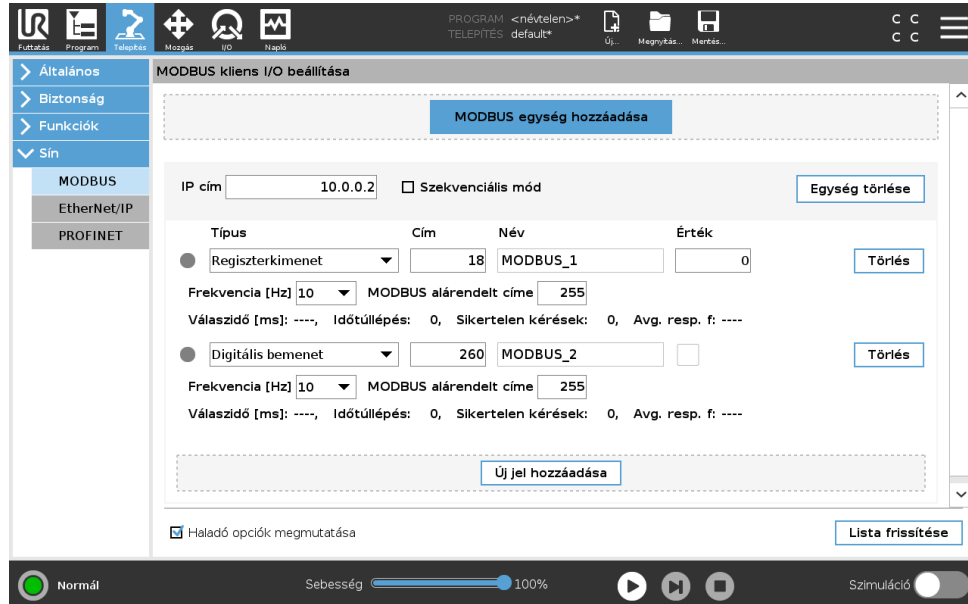 PROGRAM <névtelen>*
TELEPÍTÉS default*
C C
C C
Futtatás Program Telepítés Mozgás I/O Napló Új... Megnyitás... Mentés...
Általános
Biztonság
Funkciók
Sín
MODBUS
EtherNet/IP
PROFINET
MODBUS kliens I/O beállítása
MODBUS egység hozzáadása
IP cím 10.0.0.2 Szekvenciális mód Egység törlése
Típus Cím Név Érték
Regiszterkimenet 18 MODBUS_1 0 Törlés
Frekvencia [Hz] 10 MODBUS alárendelt címe 255
Válaszidő [ms]: ----, Időtúllépés: 0, Sikertelen kérések: 0, Avg. resp. f: ----
Digitális bemenet 260 MODBUS_2 Törlés
Frekvencia [Hz] 10 MODBUS alárendelt címe 255
Válaszidő [ms]: ----, Időtúllépés: 0, Sikertelen kérések: 0, Avg. resp. f: ----
Új jel hozzáadása
Haladó opciók megmutatása Lista frissítése
Normál Sebesség 100% Szimuláció